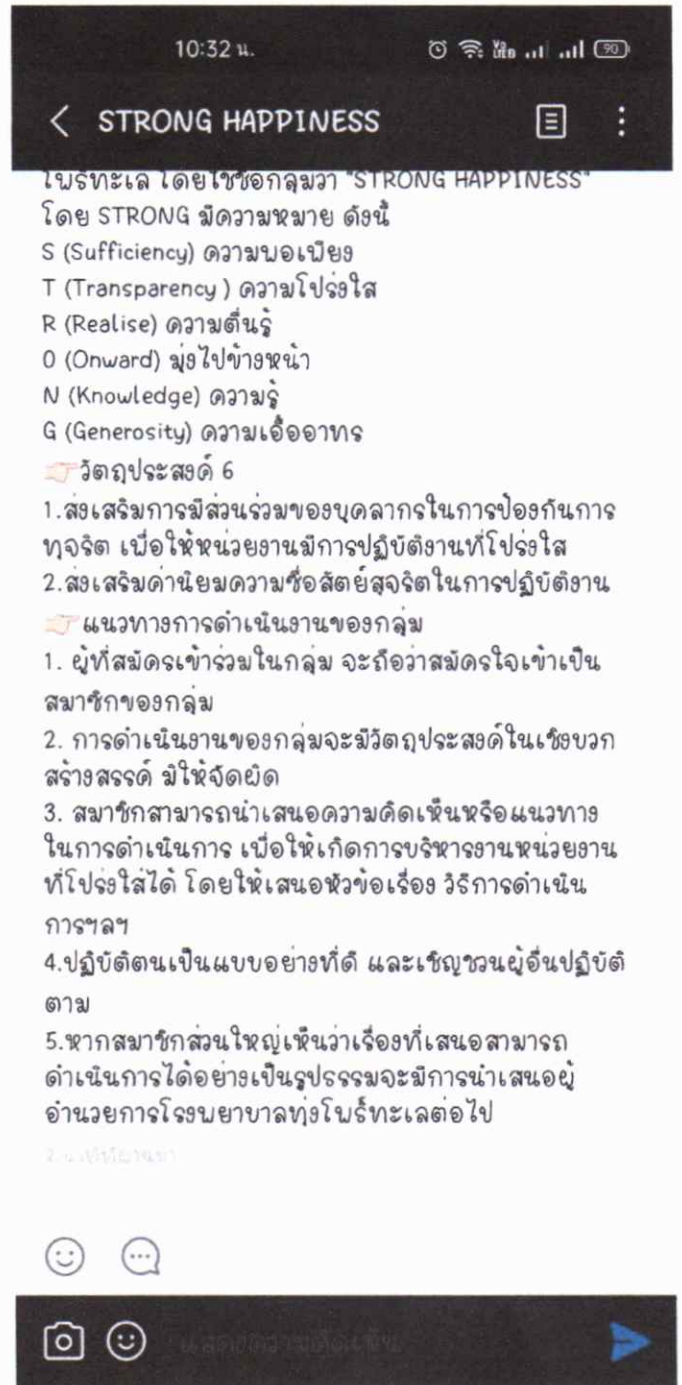 10:32 น.
Vo LTE
90
STRONG HAPPINESS
โพธิ์ทะเล โดยใช้ชื่อกลุ่มว่า "STRONG HAPPINESS"
โดย STRONG มีความหมาย ดังนี้
S (Sufficiency) ความพอเพียง
T (Transparency ) ความโปร่งใส
R (Realise) ความตื่นรู้
O (Onward) มุ่งไปข้างหน้า
N (Knowledge) ความรู้
G (Generosity) ความเอื้ออาทร
👉🏻วัตถุประสงค์ 6
1.ส่งเสริมการมีส่วนร่วมของบุคลากรในการป้องกันการ
ทุจริต เพื่อให้หน่วยงานมีการปฏิบัติงานที่โปร่งใส
2.ส่งเสริมค่านิยมความซื่อสัตย์สุจริตในการปฏิบัติงาน
👉🏻แนวทางการดำเนินงานของกลุ่ม
1. ผู้ที่สมัครเข้าร่วมในกลุ่ม จะถือว่าสมัครใจเข้าเป็น
สมาชิกของกลุ่ม
2. การดำเนินงานของกลุ่มจะมีวัตถุประสงค์ในเชิงบวก
สร้างสรรค์ มิให้จัดผิด
3. สมาชิกสามารถนำเสนอความคิดเห็นหรือแนวทาง
ในการดำเนินการ เพื่อให้เกิดการบริหารงานหน่วยงาน
ที่โปร่งใสได้ โดยให้เสนอหัวข้อเรื่อง วิธีการดำเนิน
การฯลฯ
4.ปฏิบัติตนเป็นแบบอย่างที่ดี และเชิญชวนผู้อื่นปฏิบัติ
ตาม
5.หากสมาชิกส่วนใหญ่เห็นว่าเรื่องที่เสนอสามารถ
ดำเนินการได้อย่างเป็นรูปธรรมจะมีการนำเสนอผู้
อำนวยการโรงพยาบาลทุ่งโพธิ์ทะเลต่อไป
แสดงความคิดเห็น